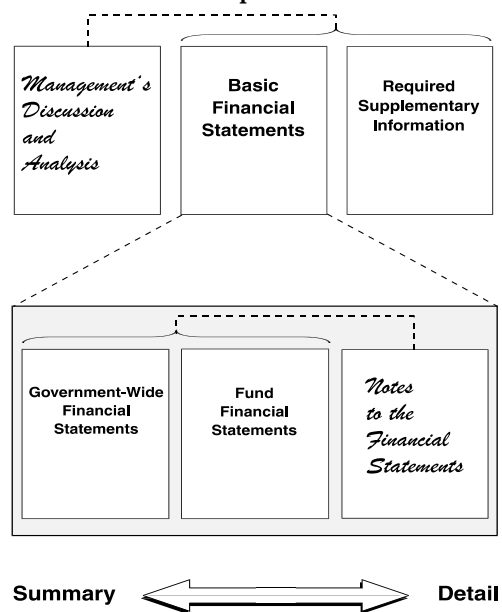 Management's
Discussion
and
Analysis
Basic
Financial
Statements
Required
Supplementary
Information
Government-Wide
Financial
Statements
Fund
Financial
Statements
Notes
to the
Financial
Statements
Summary
Detail